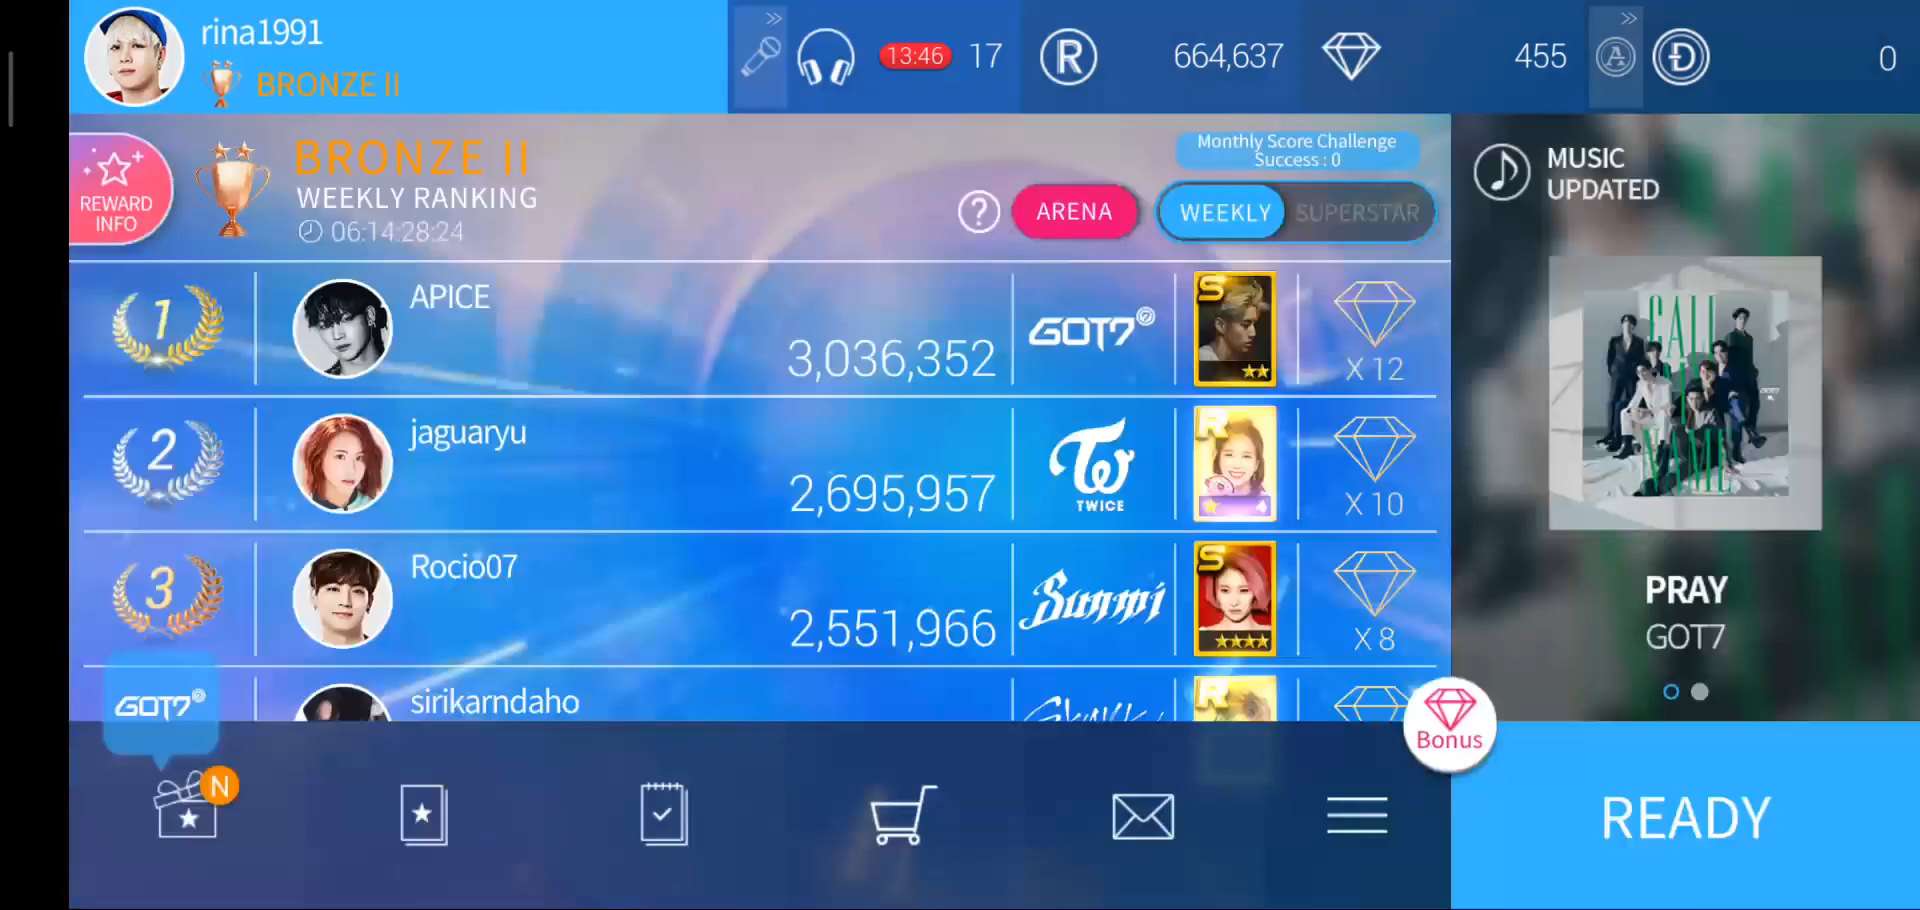 rina1991
BRONZE II
13:46
17
R
664,637
455
A
Đ
0
REWARD
INFO
BRONZE II
WEEKLY RANKING
06:14:28:24
Monthly Score Challenge
Success : 0
?
ARENA
WEEKLY
SUPERSTAR
1
APICE
3,036,352
GOT7
S
X 12
2
jaguaryu
2,695,957
TWICE
R
X 10
3
Rocio07
2,551,966
Sunmi
S
X 8
sirikarndaho
R
MUSIC
UPDATED
CALL
MY
NAME
PRAY
GOT7
GOT7
N
Bonus
READY